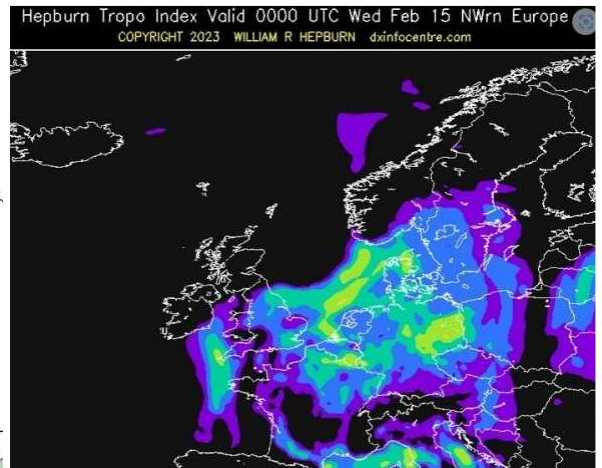 Hepburn Tropo Index Valid 0000 UTC Wed Feb 15 NWrn Europe
COPYRIGHT 2023 WILLIAM R HEPBURN dxinfocentre.com